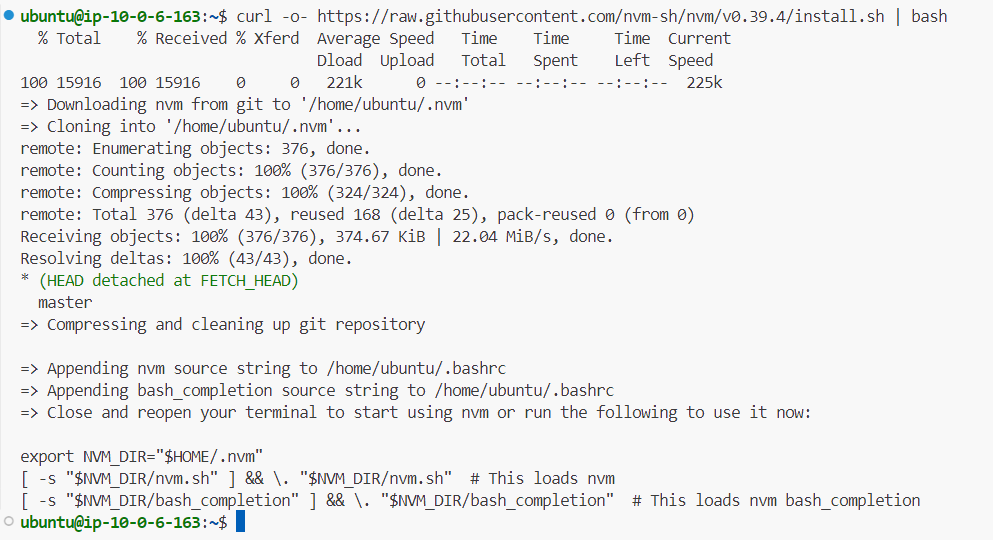 ubuntu@ip-10-0-6-163:~$ curl -o- https://raw.githubusercontent.com/nvm-sh/nvm/v0.39.4/install.sh | bash
  % Total    % Received % Xferd  Average Speed   Time    Time     Time  Current
                                 Dload  Upload   Total   Spent    Left  Speed
100 15916  100 15916    0     0   221k      0 --:--:-- --:--:-- --:--:--  225k
=> Downloading nvm from git to '/home/ubuntu/.nvm'
=> Cloning into '/home/ubuntu/.nvm'...
remote: Enumerating objects: 376, done.
remote: Counting objects: 100% (376/376), done.
remote: Compressing objects: 100% (324/324), done.
remote: Total 376 (delta 43), reused 168 (delta 25), pack-reused 0 (from 0)
Receiving objects: 100% (376/376), 374.67 KiB | 22.04 MiB/s, done.
Resolving deltas: 100% (43/43), done.
* (HEAD detached at FETCH_HEAD)
  master
=> Compressing and cleaning up git repository

=> Appending nvm source string to /home/ubuntu/.bashrc
=> Appending bash_completion source string to /home/ubuntu/.bashrc
=> Close and reopen your terminal to start using nvm or run the following to use it now:

export NVM_DIR="$HOME/.nvm"
[ -s "$NVM_DIR/nvm.sh" ] && \. "$NVM_DIR/nvm.sh"  # This loads nvm
[ -s "$NVM_DIR/bash_completion" ] && \. "$NVM_DIR/bash_completion"  # This loads nvm bash_completion
ubuntu@ip-10-0-6-163:~$